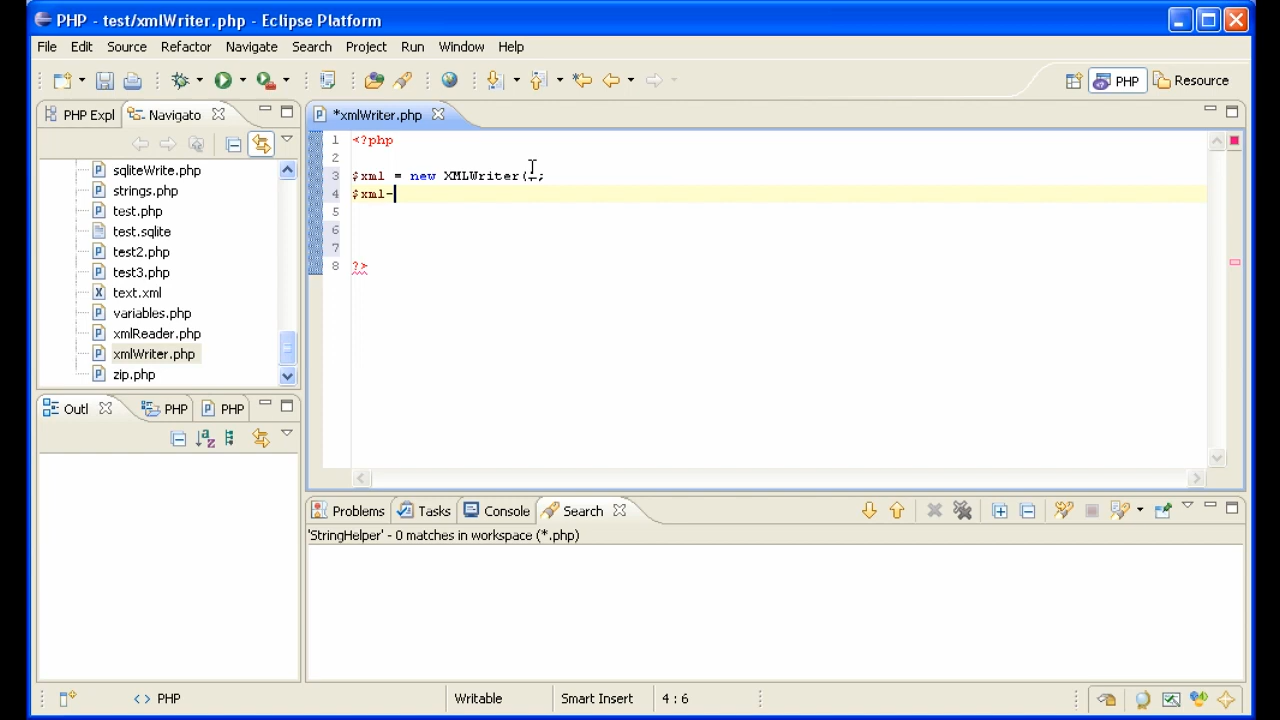 PHP - test/xmlWriter.php - Eclipse Platform
File Edit Source Refactor Navigate Search Project Run Window Help
PHP Resource
PHP Expl Navigato
*xmlWriter.php
sqliteWrite.php
strings.php
test.php
test.sqlite
test2.php
test3.php
text.xml
variables.php
xmlReader.php
xmlWriter.php
zip.php
1 <?php
2
3 $xml = new XMLWriter();
4 $xml-
5
6
7
8 ?>
Outl PHP PHP
Problems Tasks Console Search
'StringHelper' - 0 matches in workspace (*.php)
<> PHP Writable Smart Insert 4 : 6